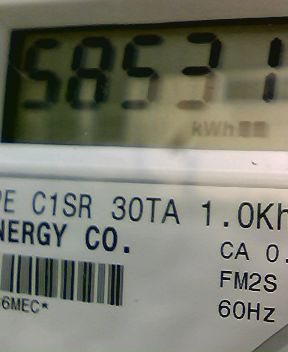 58531
kWh
PE C1SR 30TA 1.0Kh
NERGY CO.
CA 0.
FM2S
6MEC*
60Hz